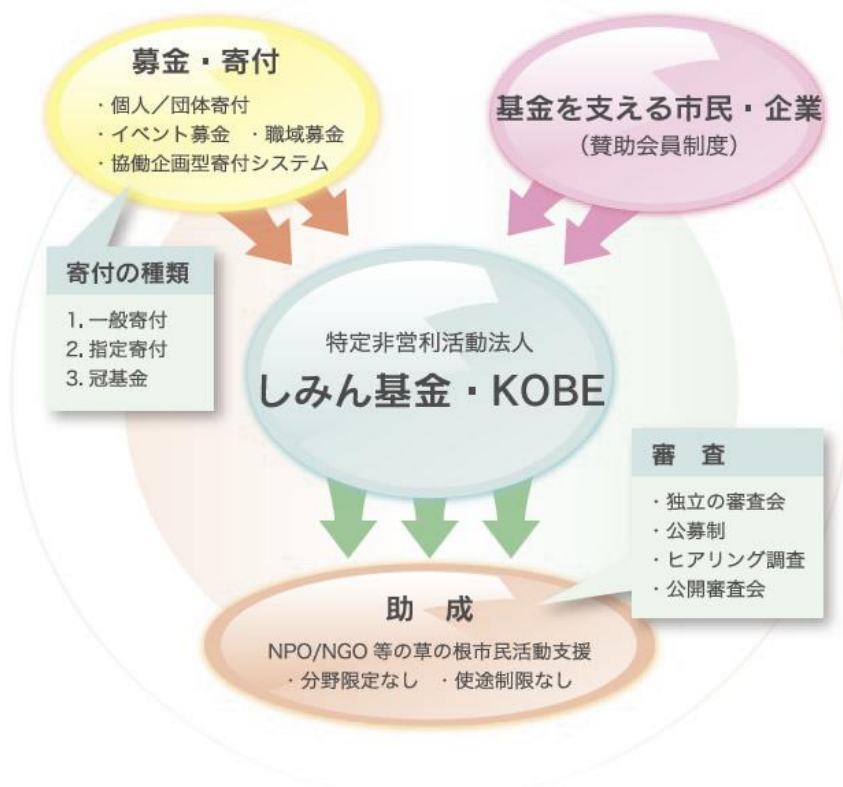 募金・寄付
・個人／団体寄付
・イベント募金 ・職域募金
・協働企画型寄付システム
基金を支える市民・企業
（賛助会員制度）
寄付の種類
1. 一般寄付
2. 指定寄付
3. 冠基金
特定非営利活動法人
しみん基金・KOBE
審 査
・独立の審査会
・公募制
・ヒアリング調査
・公開審査会
助 成
NPO/NGO 等の草の根市民活動支援
・分野限定なし ・使途制限なし